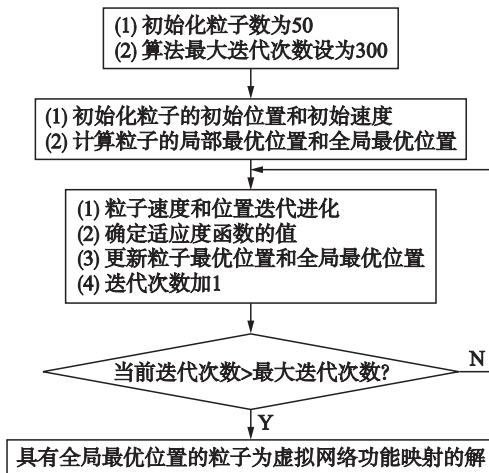 (1) 初始化粒子数为50
(2) 算法最大迭代次数设为300
(1) 初始化粒子的初始位置和初始速度
(2) 计算粒子的局部最优位置和全局最优位置
(1) 粒子速度和位置迭代进化
(2) 确定适应度函数的值
(3) 更新粒子最优位置和全局最优位置
(4) 迭代次数加1
当前迭代次数>最大迭代次数?
N
Y
具有全局最优位置的粒子为虚拟网络功能映射的解